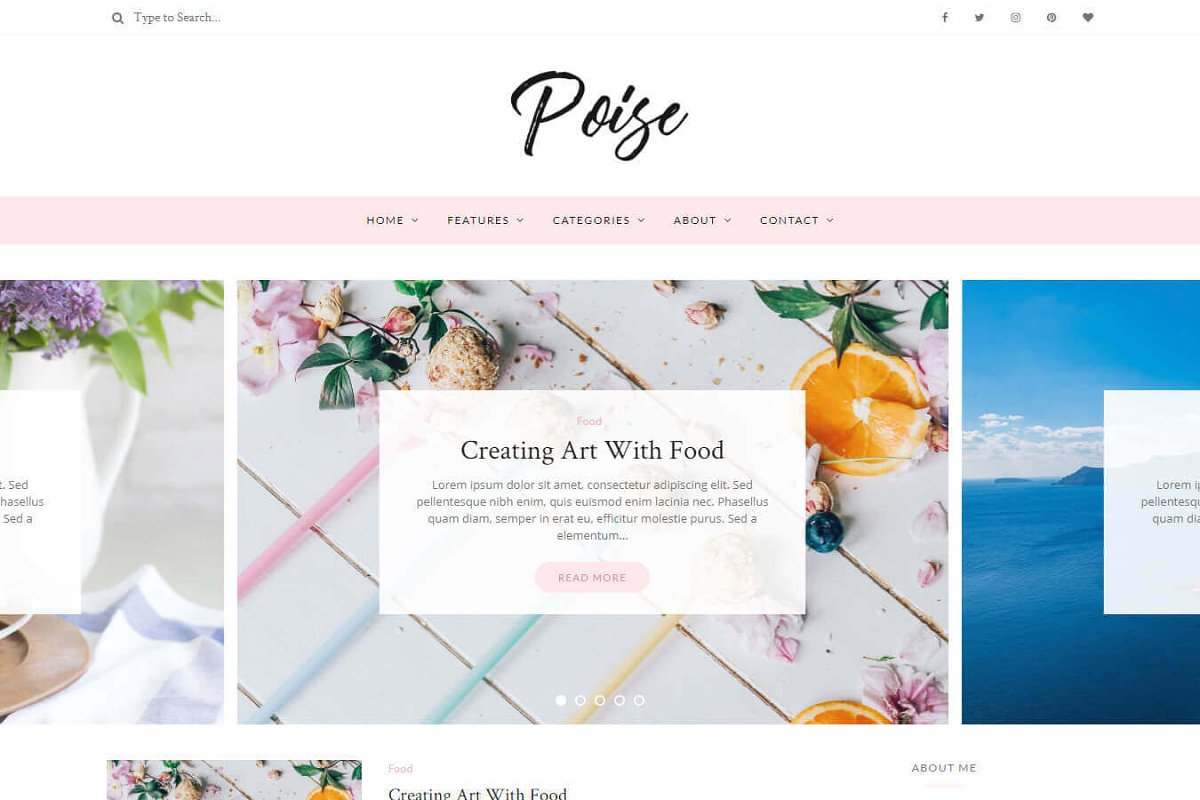 Type to Search...
Poise
HOME FEATURES CATEGORIES ABOUT CONTACT
Food
Creating Art With Food
Lorem ipsum dolor sit amet, consectetur adipiscing elit. Sed
pellentesque nibh enim, quis euismod enim lacinia nec. Phasellus
quam diam, semper in erat eu, efficitur molestie purus. Sed a
elementum...
READ MORE
. Sed
hasellus
Sed a
Lorem
pellentes
quam dia
Food
Creating Art With Food
ABOUT ME